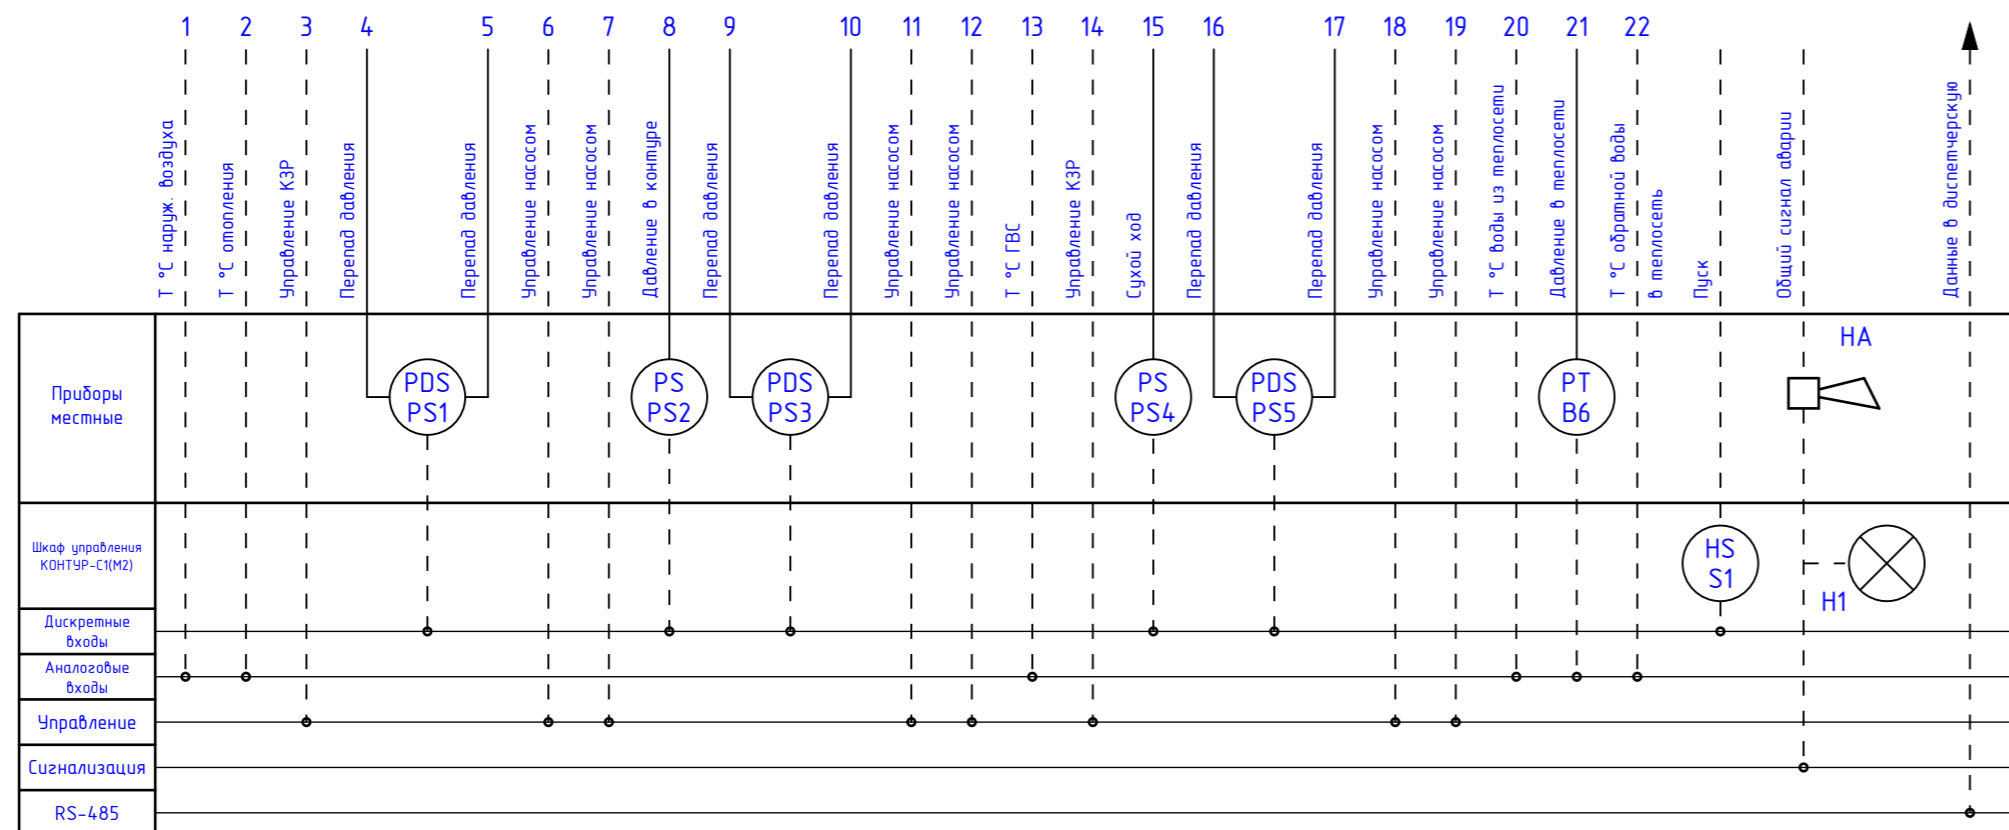 1 2 3 4 5 6 7 8 9 10 11 12 13 14 15 16 17 18 19 20 21 22
Т °С наруж. воздуха
Т °С отопления
Управление КЗР
Перепад давления
Перепад давления
Управление насосом
Управление насосом
Давление в контуре
Перепад давления
Перепад давления
Управление насосом
Управление насосом
Т °С ГВС
Управление КЗР
Сухой ход
Перепад давления
Перепад давления
Управление насосом
Управление насосом
Т °С воды из теплосети
Давление в теплосети
Т °С обратной воды
в теплосеть
Пуск
Общий сигнал аварии
Данные в диспетчерскую
Приборы
местные
PDS
PS1
PS
PS2
PDS
PS3
PS
PS4
PDS
PS5
PT
B6
HA
Шкаф управления
КОНТУР-С1(М2)
HS
S1
H1
Дискретные
входы
Аналоговые
входы
Управление
Сигнализация
RS-485